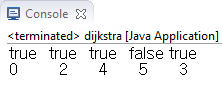 Console
<terminated> dijkstra [Java Application]
true true true false true
0 2 4 5 3